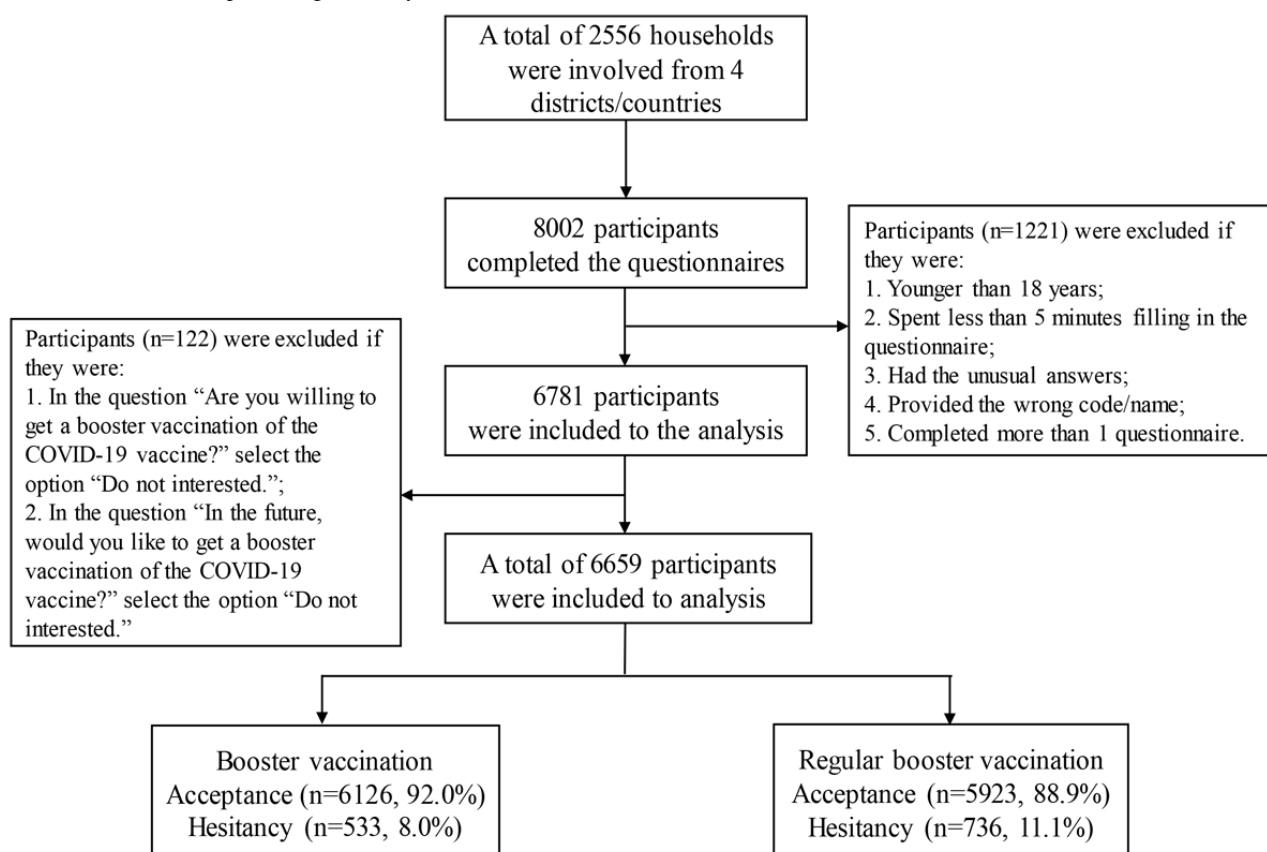 A total of 2556 households
were involved from 4
districts/countries
8002 participants
completed the questionnaires
Participants (n=1221) were excluded if
they were:
1. Younger than 18 years;
2. Spent less than 5 minutes filling in the
questionnaire;
3. Had the unusual answers;
4. Provided the wrong code/name;
5. Completed more than 1 questionnaire.
6781 participants
were included to the analysis
Participants (n=122) were excluded if
they were:
1. In the question “Are you willing to
get a booster vaccination of the
COVID-19 vaccine?” select the
option “Do not interested.”;
2. In the question “In the future,
would you like to get a booster
vaccination of the COVID-19
vaccine?” select the option “Do not
interested.”
A total of 6659 participants
were included to analysis
Booster vaccination
Acceptance (n=6126, 92.0%)
Hesitancy (n=533, 8.0%)
Regular booster vaccination
Acceptance (n=5923, 88.9%)
Hesitancy (n=736, 11.1%)